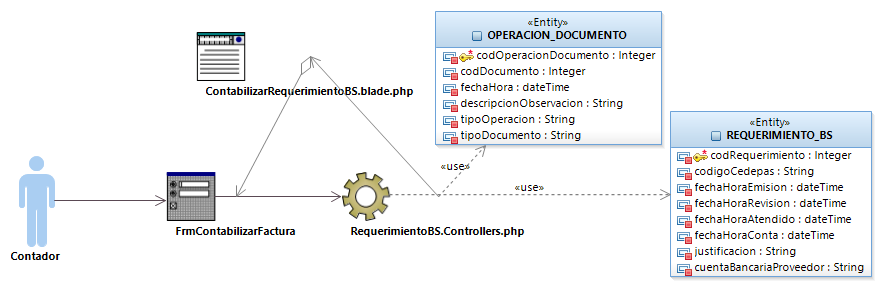 «Entity»
OPERACION_DOCUMENTO
codOperacionDocumento : Integer
codDocumento : Integer
fechaHora : dateTime
descripcionObservacion : String
tipoOperacion : String
tipoDocumento : String
ContabilizarRequerimientoBS.blade.php
«Entity»
REQUERIMIENTO_BS
codRequerimiento : Integer
codigoCedepas : String
fechaHoraEmision : dateTime
fechaHoraRevision : dateTime
fechaHoraAtendido : dateTime
fechaHoraConta : dateTime
justificacion : String
cuentaBancariaProveedor : String
«use»
«use»
Contador
FrmContabilizarFactura
RequerimientoBS.Controllers.php